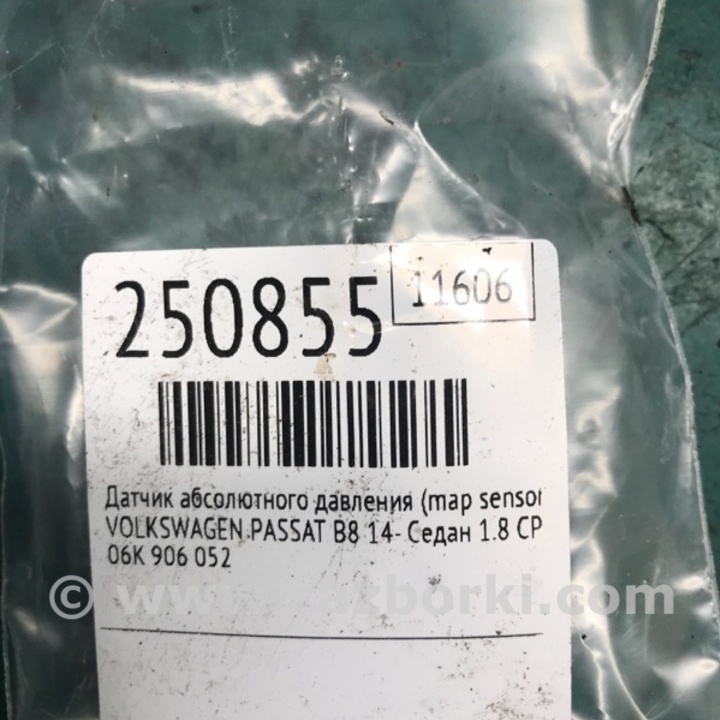 250855
11606
Датчик абсолютного давления (map sensor
VOLKSWAGEN PASSAT B8 14- Седан 1.8 CP
06K 906 052